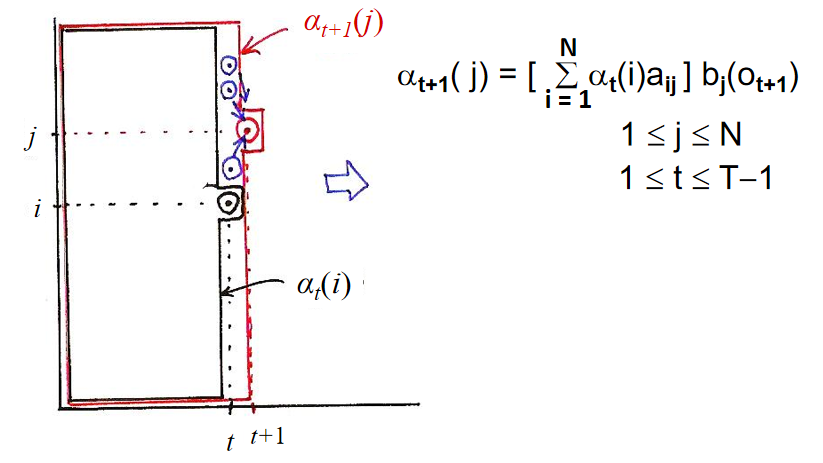 αt+1(j)
αt+1( j) = [ N Σ i = 1 αt(i)aij ] bj(ot+1)
1 ≤ j ≤ N
1 ≤ t ≤ T−1
j
i
αt(i)
t t+1